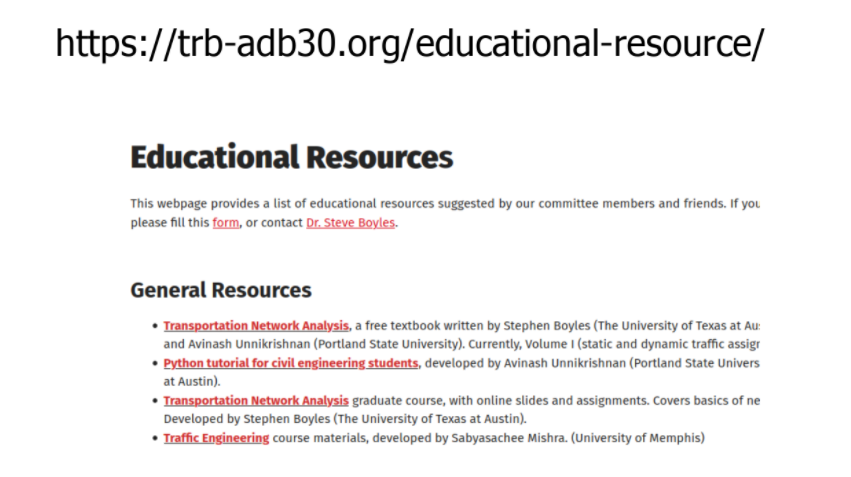 https://trb-adb30.org/educational-resource/
Educational Resources
This webpage provides a list of educational resources suggested by our committee members and friends. If you
please fill this form, or contact Dr. Steve Boyles.
General Resources
• Transportation Network Analysis, a free textbook written by Stephen Boyles (The University of Texas at Au
and Avinash Unnikrishnan (Portland State University). Currently, Volume I (static and dynamic traffic assign
• Python tutorial for civil engineering students, developed by Avinash Unnikrishnan (Portland State Univers
at Austin).
• Transportation Network Analysis graduate course, with online slides and assignments. Covers basics of ne
Developed by Stephen Boyles (The University of Texas at Austin).
• Traffic Engineering course materials, developed by Sabyasachee Mishra. (University of Memphis)